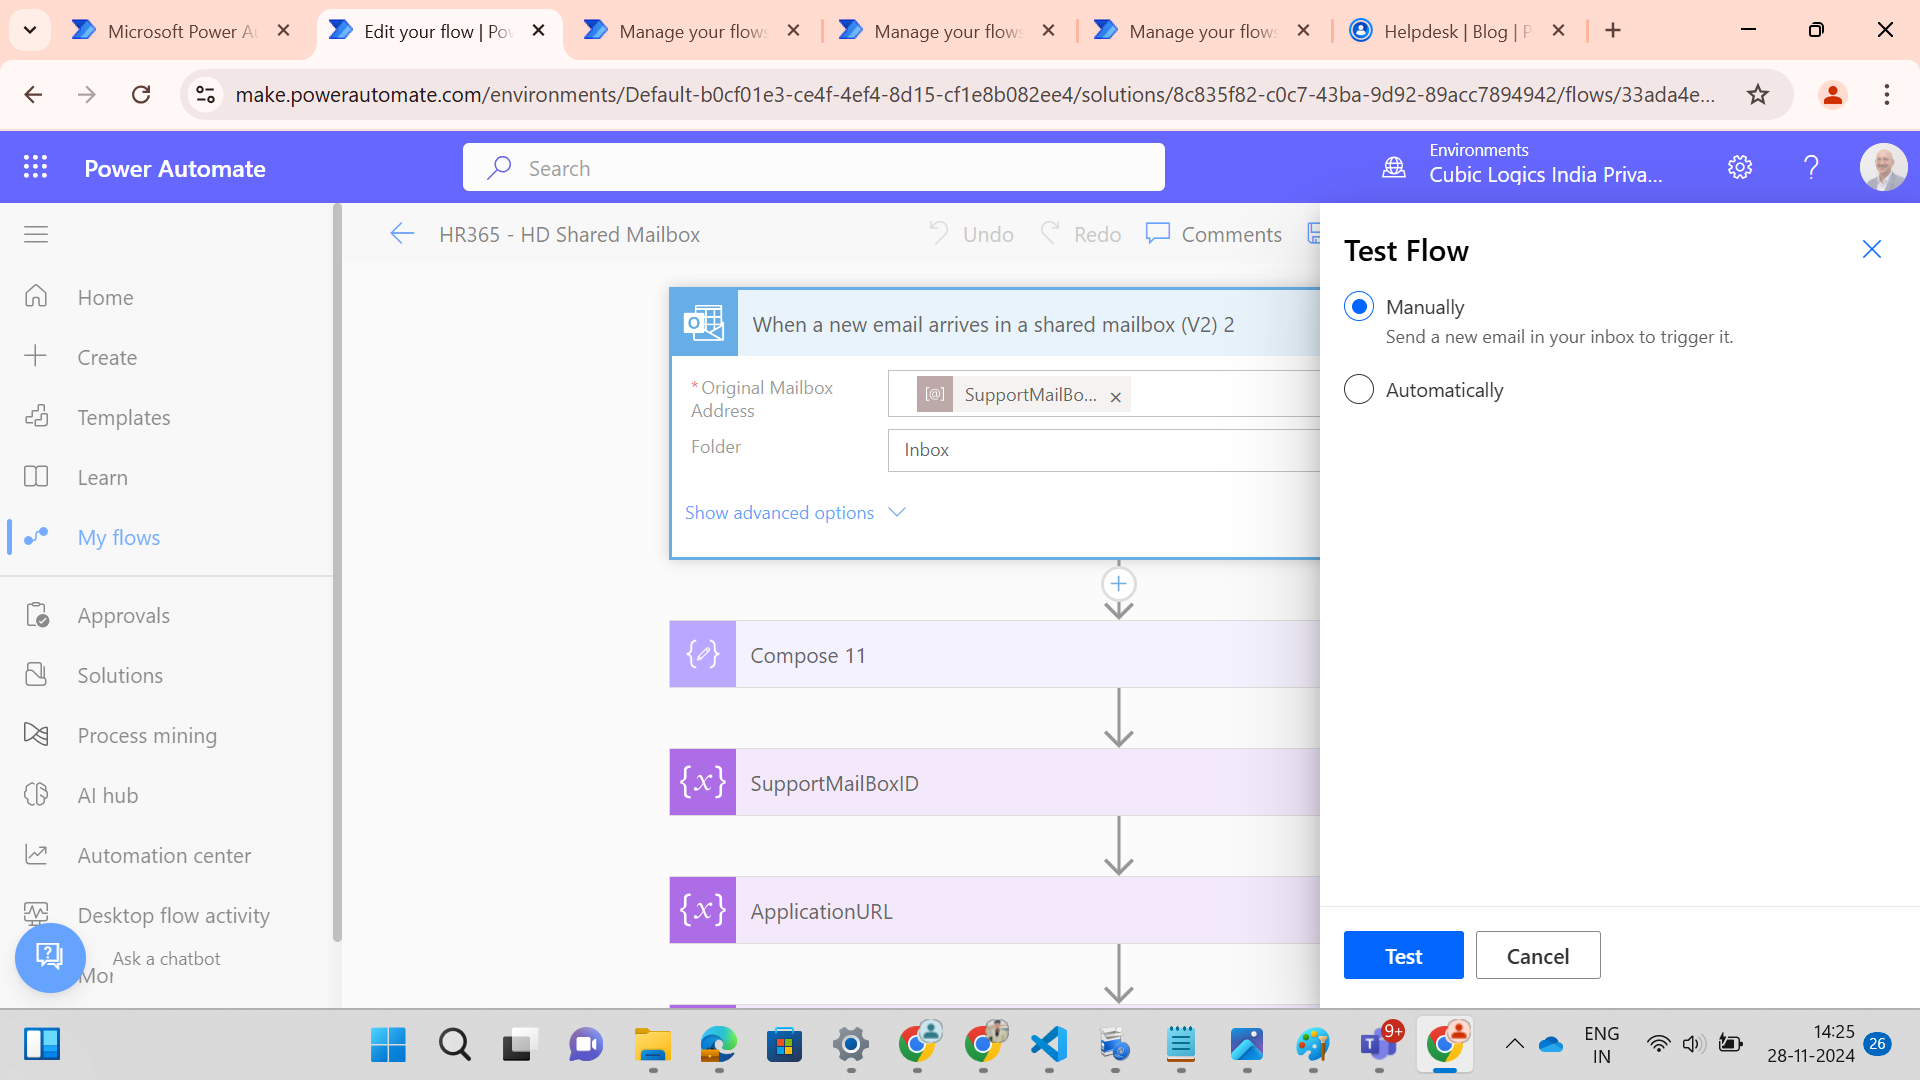 Microsoft Power A
Edit your flow | Po
Manage your flows
Manage your flows
Manage your flows
Helpdesk | Blog | P
make.powerautomate.com/environments/Default-b0cf01e3-ce4f-4ef4-8d15-cf1e8b082ee4/solutions/8c835f82-c0c7-43ba-9d92-89acc7894942/flows/33ada4e...
Power Automate
Search
Environments
Cubic Logics India Priva...
Home
Create
Templates
Learn
My flows
Approvals
Solutions
Process mining
AI hub
Automation center
Desktop flow activity
Mor
Ask a chatbot
HR365 - HD Shared Mailbox
Undo
Redo
Comments
When a new email arrives in a shared mailbox (V2) 2
*Original Mailbox
Address
SupportMailBo...
Folder
Inbox
Show advanced options
Compose 11
SupportMailBoxID
ApplicationURL
Test Flow
Manually
Send a new email in your inbox to trigger it.
Automatically
Test
Cancel
9+
ENG
IN
14:25
28-11-2024
26